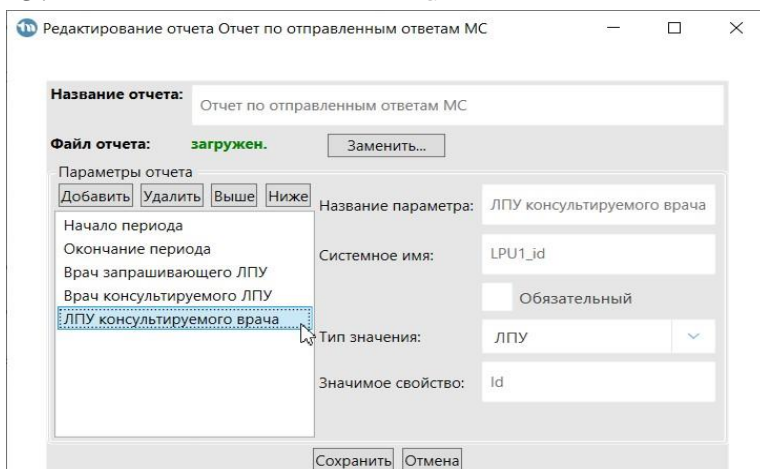 Редактирование отчета Отчет по отправленным ответам МС
Название отчета: Отчет по отправленным ответам МС
Файл отчета: загружен. Заменить...
Параметры отчета
Добавить Удалить Выше Ниже
Начало периода
Окончание периода
Врач запрашивающего ЛПУ
Врач консультируемого ЛПУ
ЛПУ консультируемого врача
Название параметра: ЛПУ консультируемого врача
Системное имя: LPU1_id
Обязательный
Тип значения: ЛПУ
Значимое свойство: Id
Сохранить Отмена